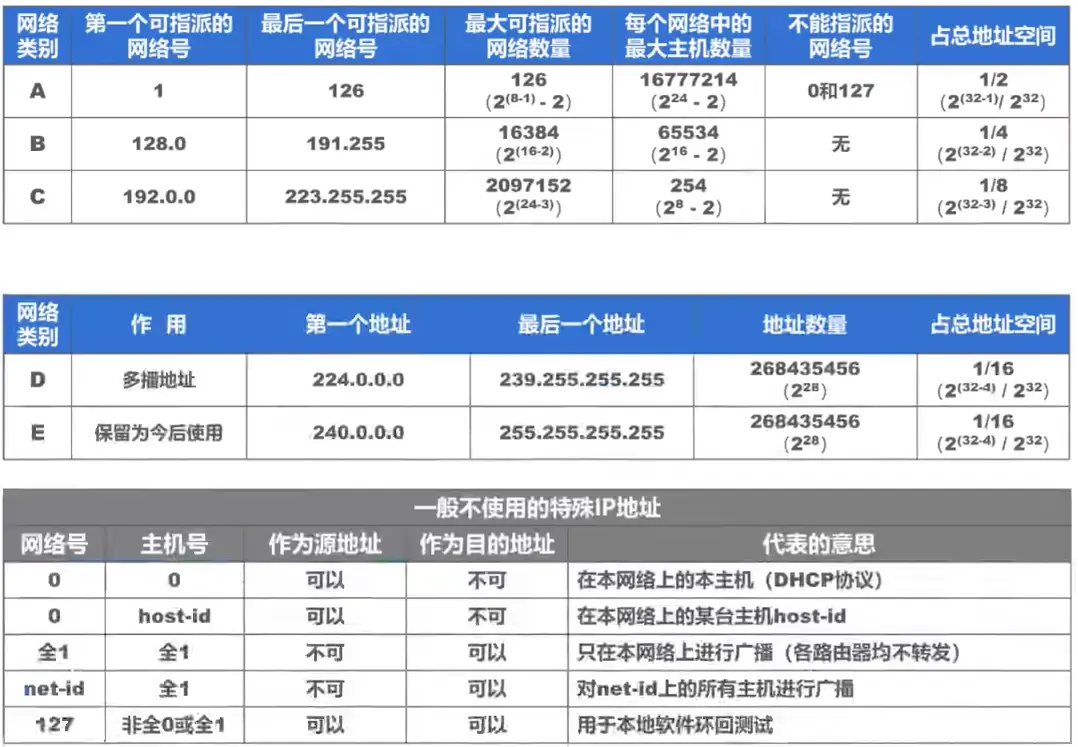 网络类别 第一个可指派的网络号 最后一个可指派的网络号 最大可指派的网络数量 每个网络中的最大主机数量 不能指派的网络号 占总地址空间
A 1 126 126 (2^(8-1) - 2) 16777214 (2^24 - 2) 0和127 1/2 (2^(32-1)/ 2^32)
B 128.0 191.255 16384 (2^(16-2)) 65534 (2^16 - 2) 无 1/4 (2^(32-2) / 2^32)
C 192.0.0 223.255.255 2097152 (2^(24-3)) 254 (2^8 - 2) 无 1/8 (2^(32-3) / 2^32)
网络类别 作 用 第一个地址 最后一个地址 地址数量 占总地址空间
D 多播地址 224.0.0.0 239.255.255.255 268435456 (2^28) 1/16 (2^(32-4) / 2^32)
E 保留为今后使用 240.0.0.0 255.255.255.255 268435456 (2^28) 1/16 (2^(32-4) / 2^32)
一般不使用的特殊IP地址
网络号 主机号 作为源地址 作为目的地址 代表的意思
0 0 可以 不可 在本网络上的本主机（DHCP协议）
0 host-id 可以 不可 在本网络上的某台主机host-id
全1 全1 不可 可以 只在本网络上进行广播（各路由器均不转发）
net-id 全1 不可 可以 对net-id上的所有主机进行广播
127 非全0或全1 可以 可以 用于本地软件环回测试